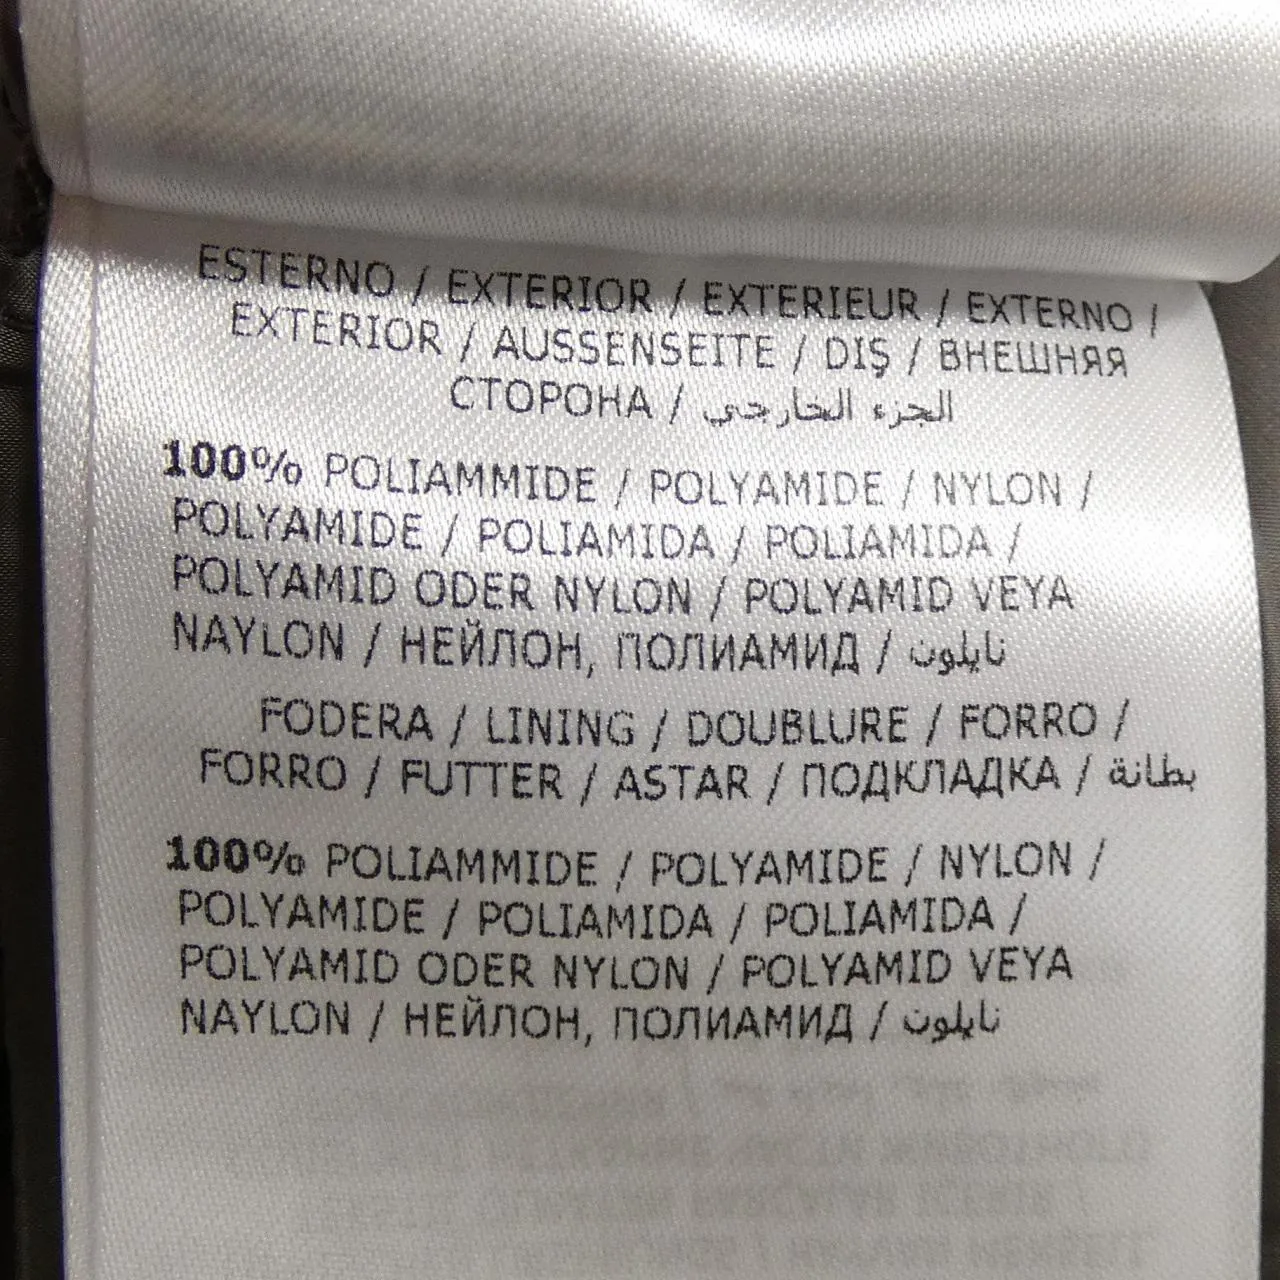 ESTERNO / EXTERIOR / EXTERIEUR / EXTERNO /
EXTERIOR / AUSSENSEITE / DIŞ / ВНЕШНЯЯ
СТОРОНА / الجزء الخارجي
100% POLIAMMIDE / POLYAMIDE / NYLON /
POLYAMIDE / POLIAMIDA / POLIAMIDA /
POLYAMID ODER NYLON / POLYAMID VEYA
NAYLON / НЕЙЛОН, ПОЛИАМИД / نايلون
FODERA / LINING / DOUBLURE / FORRO /
FORRO / FUTTER / ASTAR / ПОДКЛАДКА / بطانة
100% POLIAMMIDE / POLYAMIDE / NYLON /
POLYAMIDE / POLIAMIDA / POLIAMIDA /
POLYAMID ODER NYLON / POLYAMID VEYA
NAYLON / НЕЙЛОН, ПОЛИАМИД / نايلون